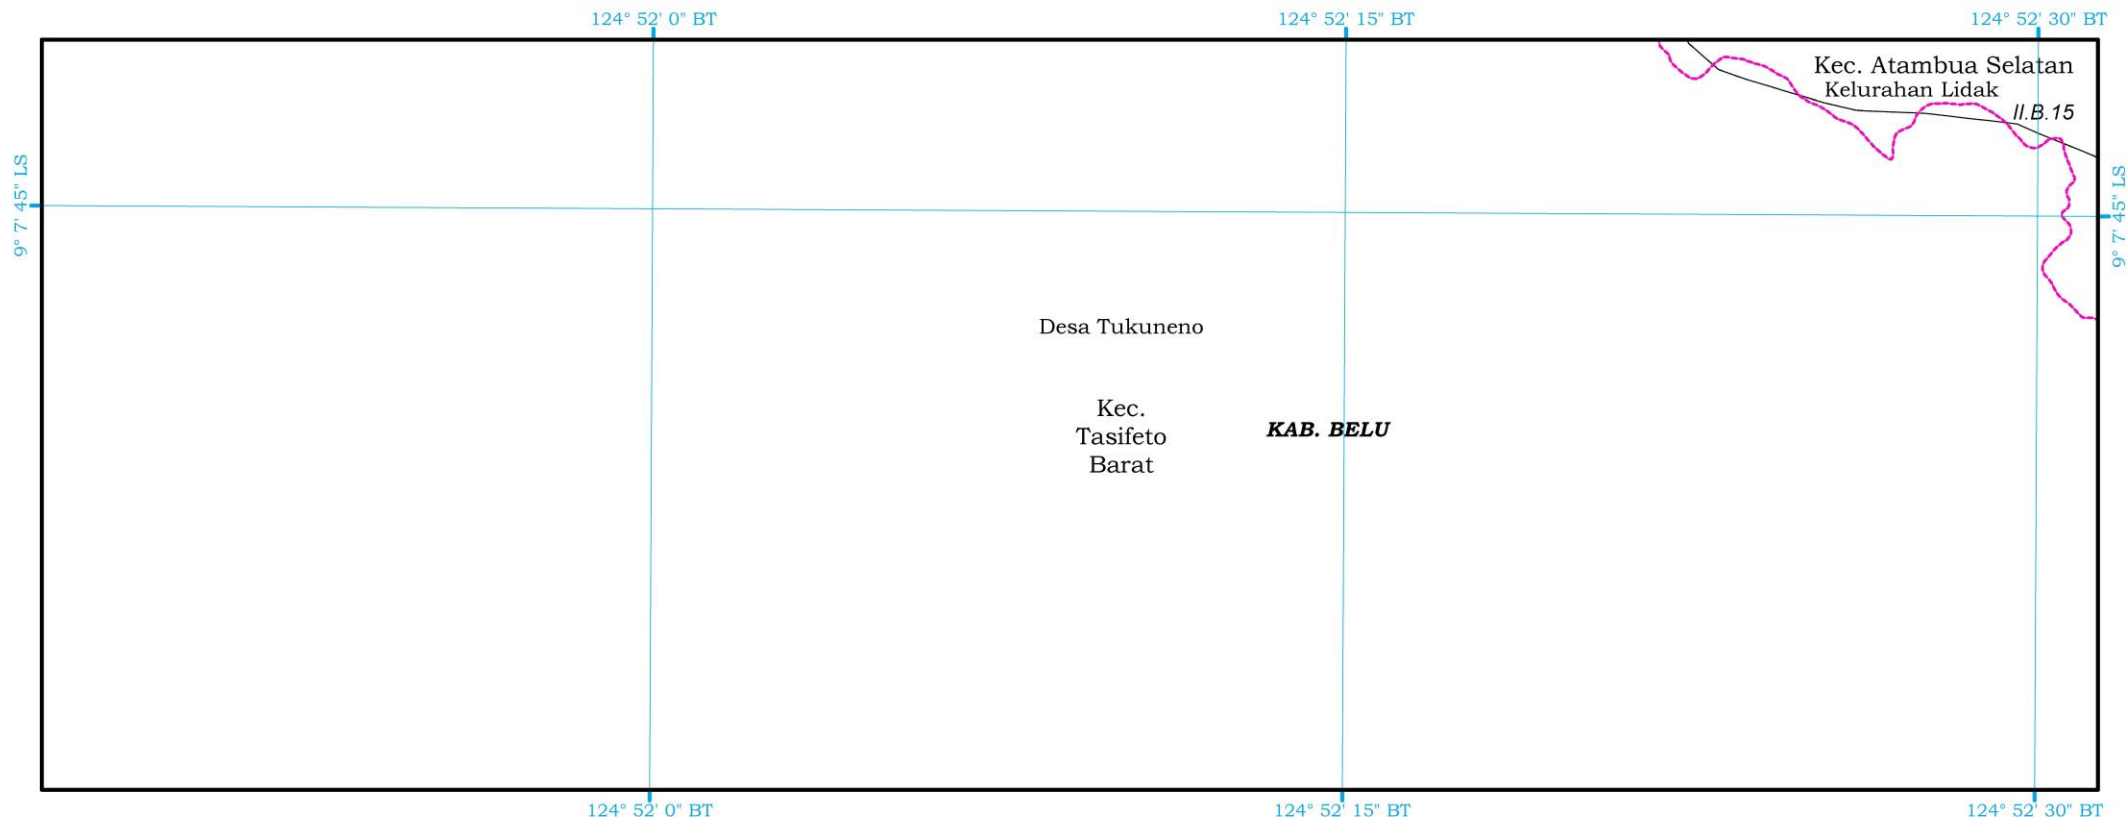 124° 52' 0" BT
124° 52' 15" BT
124° 52' 30" BT
Kec. Atambua Selatan
Kelurahan Lidak
II.B.15
9° 7' 45" LS
9° 7' 45" LS
Desa Tukuneno
Kec.
Tasifeto
Barat
KAB. BELU
124° 52' 0" BT
124° 52' 15" BT
124° 52' 30" BT